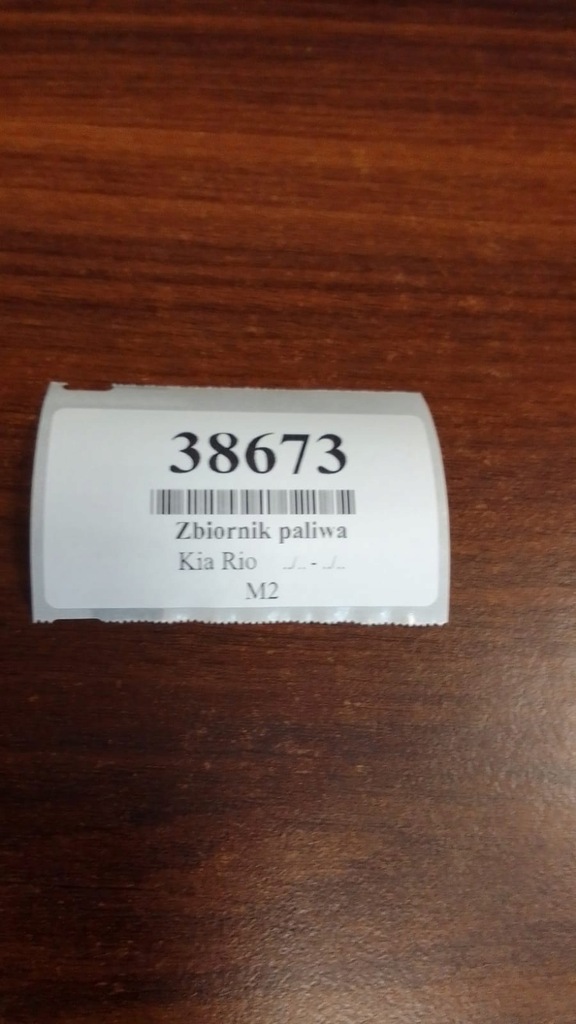 38673
Zbiornik paliwa
Kia Rio ../.. - ../..
M2